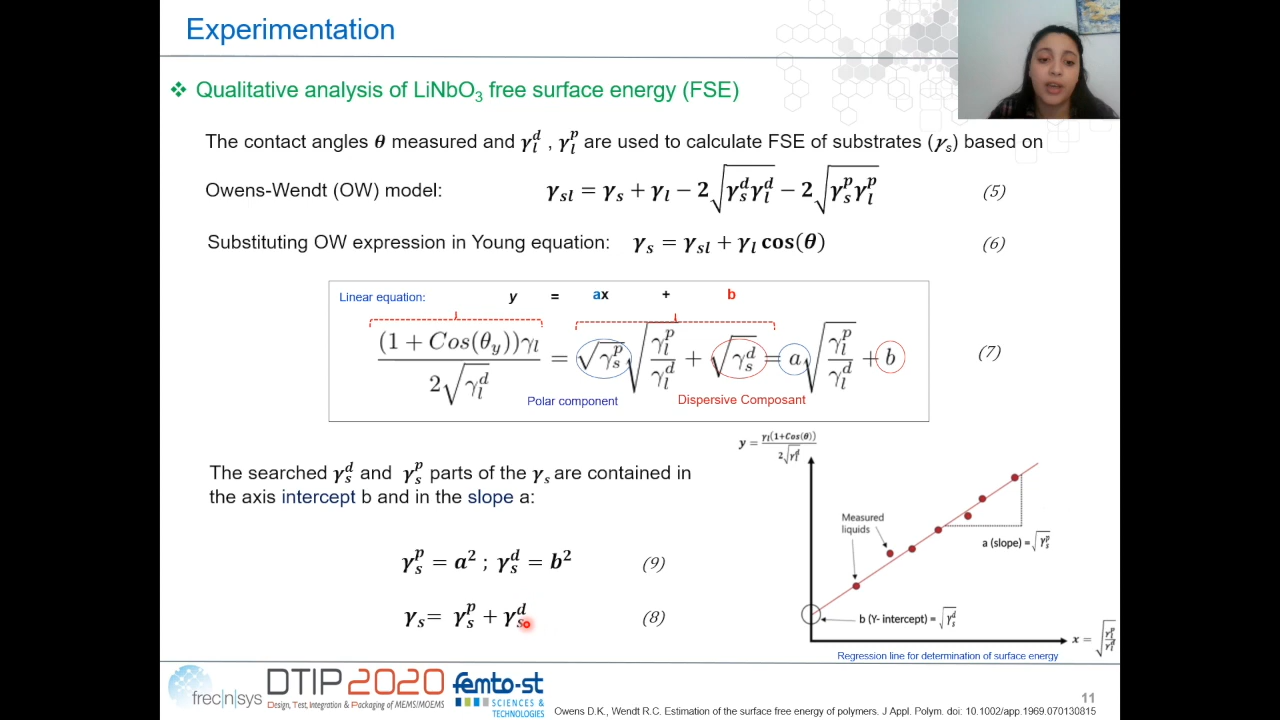 Experimentation
❖ Qualitative analysis of LiNbO₃ free surface energy (FSE)
The contact angles θ measured and γₗᵈ , γₗᵖ are used to calculate FSE of substrates (γₛ) based on
Owens-Wendt (OW) model: γₛₗ = γₛ + γₗ − 2√(γₛᵈγₗᵈ) − 2√(γₛᵖγₗᵖ) (5)
Substituting OW expression in Young equation: γₛ = γₛₗ + γₗ cos(θ) (6)
Linear equation: y = ax + b
(1 + Cos(θ_y))γₗ / 2√(γₗᵈ) = √(γₛᵖ) √(γₗᵖ/γₗᵈ) + √(γₛᵈ) = a √(γₗᵖ/γₗᵈ) + b (7)
Polar component Dispersive Composant
The searched γₛᵈ and γₛᵖ parts of the γₛ are contained in
the axis intercept b and in the slope a:
γₛᵖ = a² ; γₛᵈ = b² (9)
γₛ= γₛᵖ + γₛᵈ (8)
y = γₗ(1+Cos(θ)) / 2√(γₗᵈ)
Measured
liquids
a (slope) = √(γₛᵖ)
b (Y- intercept) = √(γₛᵈ)
x = √(γₗᵖ/γₗᵈ)
Regression line for determination of surface energy
frec|n|sys
DTIP 2020
Design, Test, Integration & Packaging of MEMS/MOEMS
femto-st
SCIENCES &
TECHNOLOGIES
11
Owens D.K., Wendt R.C. Estimation of the surface free energy of polymers. J Appl. Polym. doi: 10.1002/app.1969.070130815